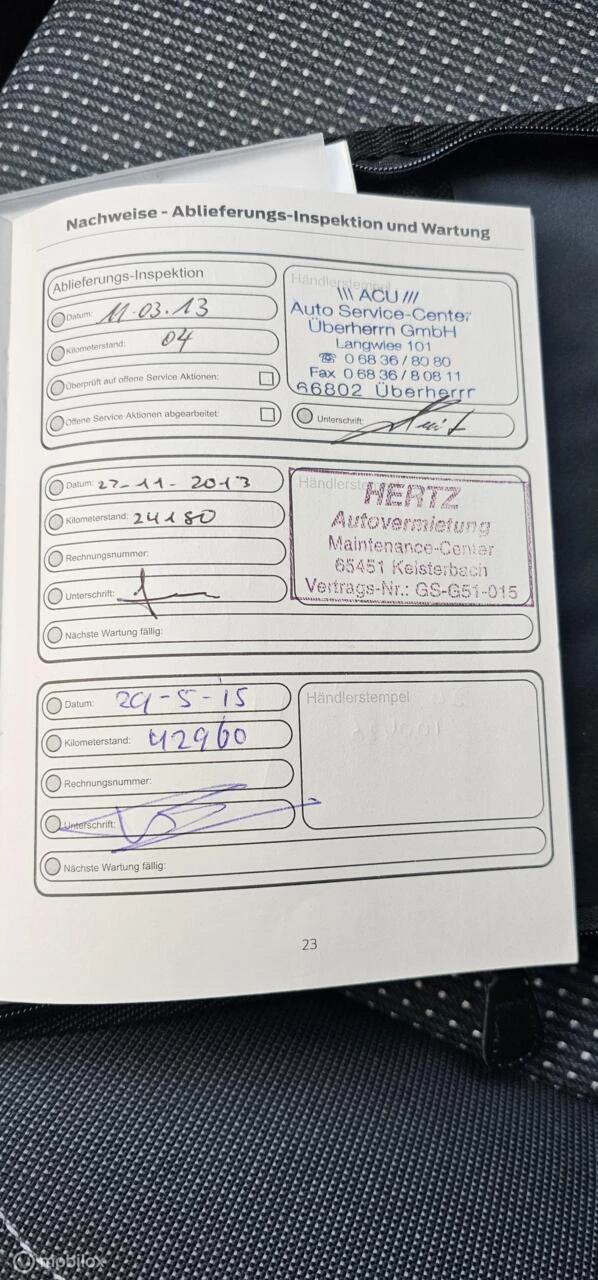 Nachweise - Ablieferungs-Inspektion und Wartung
Ablieferungs-Inspektion
Datum: 11.03.13
Kilometerstand: 04
Überprüft auf offene Service Aktionen:
Offene Service Aktionen abgearbeitet:
Händlerstempel
\\\ ACU ///
Auto Service-Center
Überherrn GmbH
Langwies 101
☎ 0 68 36 / 80 80
Fax 0 68 36 / 8 08 11
66802 Überherrn
Unterschrift:
Datum: 27-11-2013
Kilometerstand: 24180
Rechnungsnummer:
Unterschrift:
Nächste Wartung fällig:
Händlerste
HERTZ
Autovermietung
Maintenance-Center
65451 Kelsterbach
Vertrags-Nr.: GS-G51-015
Datum: 29-5-15
Kilometerstand: 42960
Rechnungsnummer:
Unterschrift:
Nächste Wartung fällig:
Händlerstempel
23
mobilox